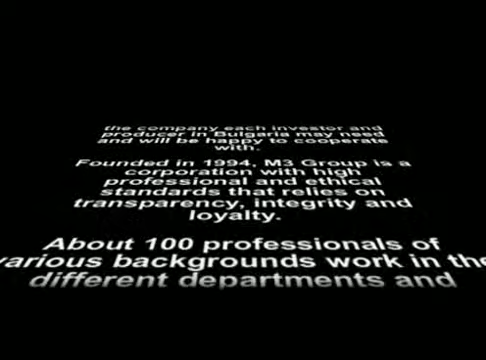 the company each investor and
producer in Bulgaria may need
and will be happy to cooperate
with.
Founded in 1994, M3 Group is a
corporation with high
professional and ethical
standards that relies on
transparency, integrity and
loyalty.
About 100 professionals of
various backgrounds work in the
different departments and